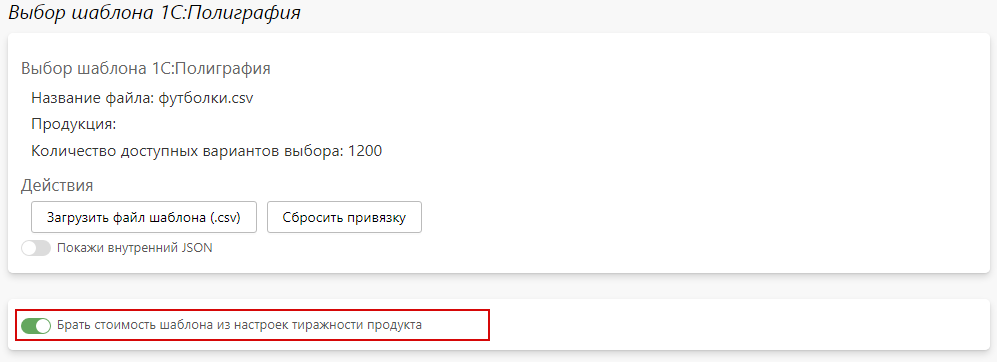 Выбор шаблона 1С:Полиграфия
Выбор шаблона 1С:Полиграфия
Название файла: футболки.csv
Продукция:
Количество доступных вариантов выбора: 1200
Действия
Загрузить файл шаблона (.csv) Сбросить привязку
Покажи внутренний JSON
Брать стоимость шаблона из настроек тиражности продукта